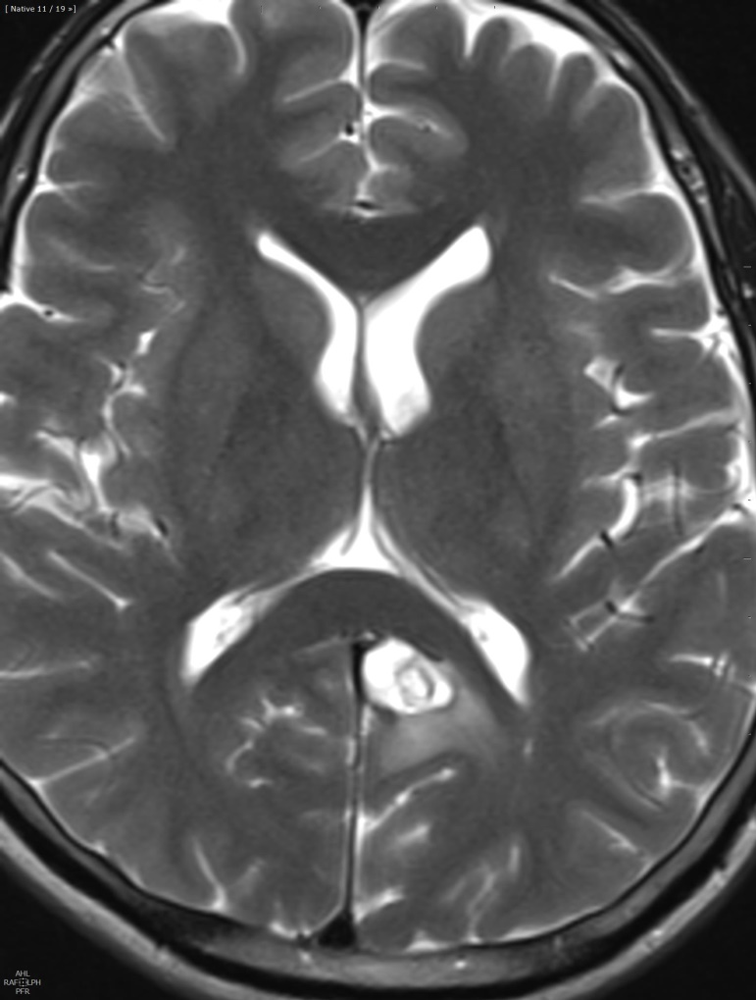 [ Native 11 / 19 » ]
AHL
RAF LPH
PFR